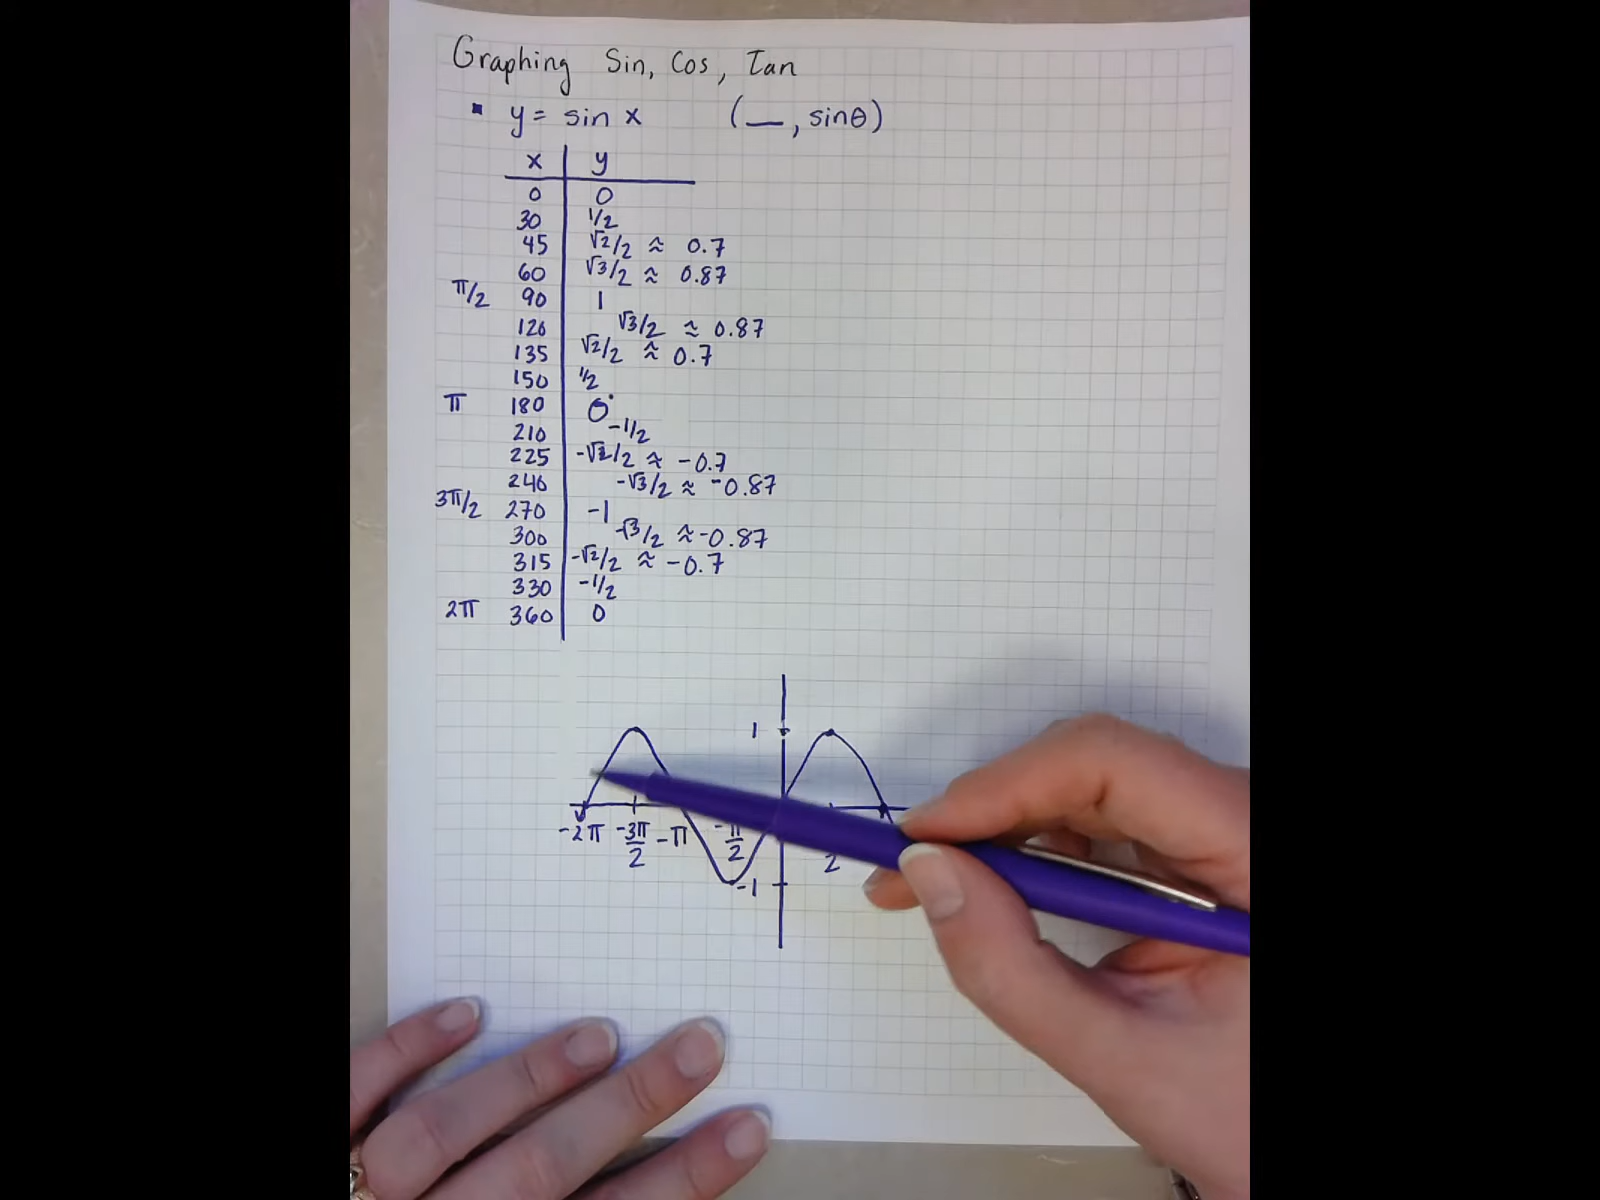 Graphing Sin, Cos, Tan
▪ y = sin x (__, sinθ)
x y
0 0
30 1/2
45 √2/2 ≈ 0.7
60 √3/2 ≈ 0.87
π/2 90 1
120 √3/2 ≈ 0.87
135 √2/2 ≈ 0.7
150 1/2
π 180 0
210 -1/2
225 -√2/2 ≈ -0.7
240 -√3/2 ≈ -0.87
3π/2 270 -1
300 -√3/2 ≈ -0.87
315 -√2/2 ≈ -0.7
330 -1/2
2π 360 0
1
-2π -3π/2 -π -π/2 2
-1